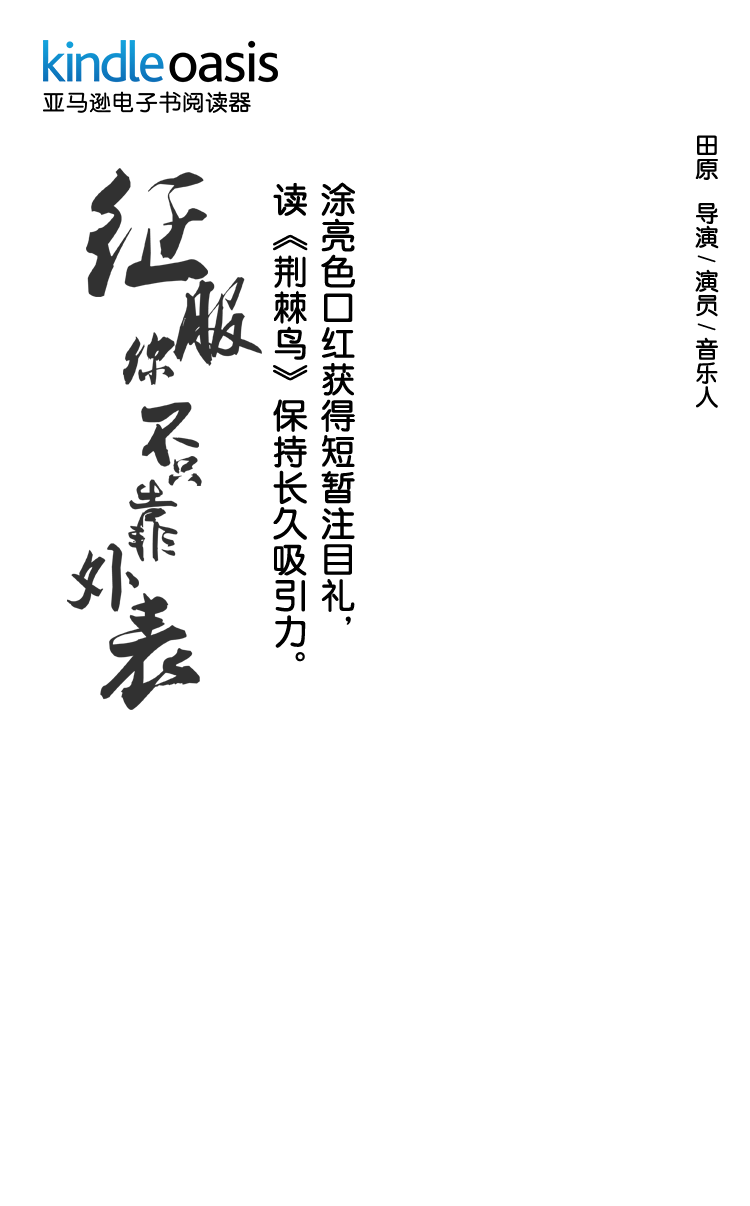 kindle oasis
亚马逊电子书阅读器
征服你不只靠外表
涂亮色口红获得短暂注目礼，
读《荆棘鸟》保持长久吸引力。
田原 导演/演员/音乐人